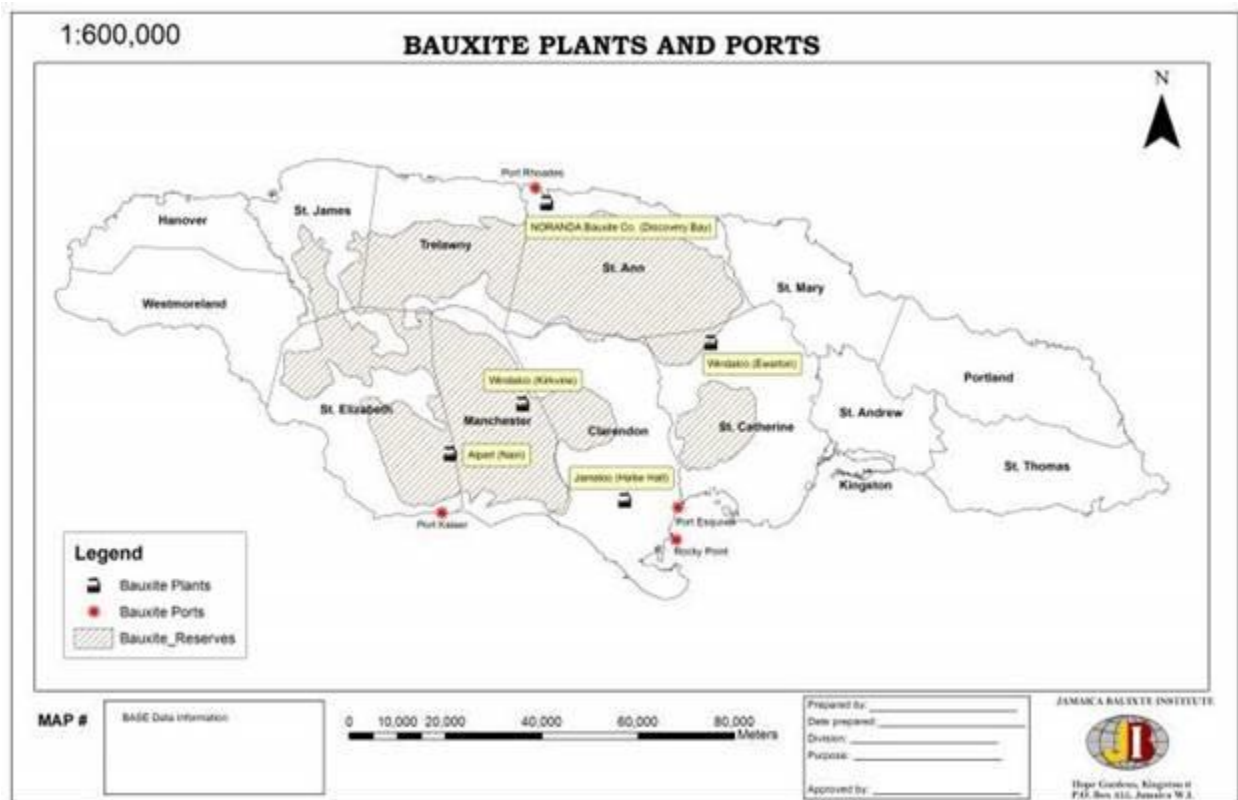 1:600,000
BAUXITE PLANTS AND PORTS
N
Port Rhoades
Hanover
St. James
NORANDA Bauxite Co. (Discovery Bay)
Trelawny
St. Ann
St. Mary
Westmoreland
Windalco (Ewarton)
Portland
Windalco (Kirkvine)
St. Elizabeth
Manchester
Clarendon
St. Catherine
St. Andrew
Alpart (Nain)
St. Thomas
Jamalco (Halse Hall)
Kingston
Port Kaiser
Port Esquivel
Rocky Point
Legend
Bauxite Plants
Bauxite Ports
Bauxite_Reserves
MAP #
BASE Data Information
0 10,000 20,000 40,000 60,000 80,000
Meters
Prepared by:
Date prepared:
Division:
Purpose:
Approved by:
JAMAICA BAUXITE INSTITUTE
JBI
Hope Gardens, Kingston 6
P.O. Box Jamaica W.I.